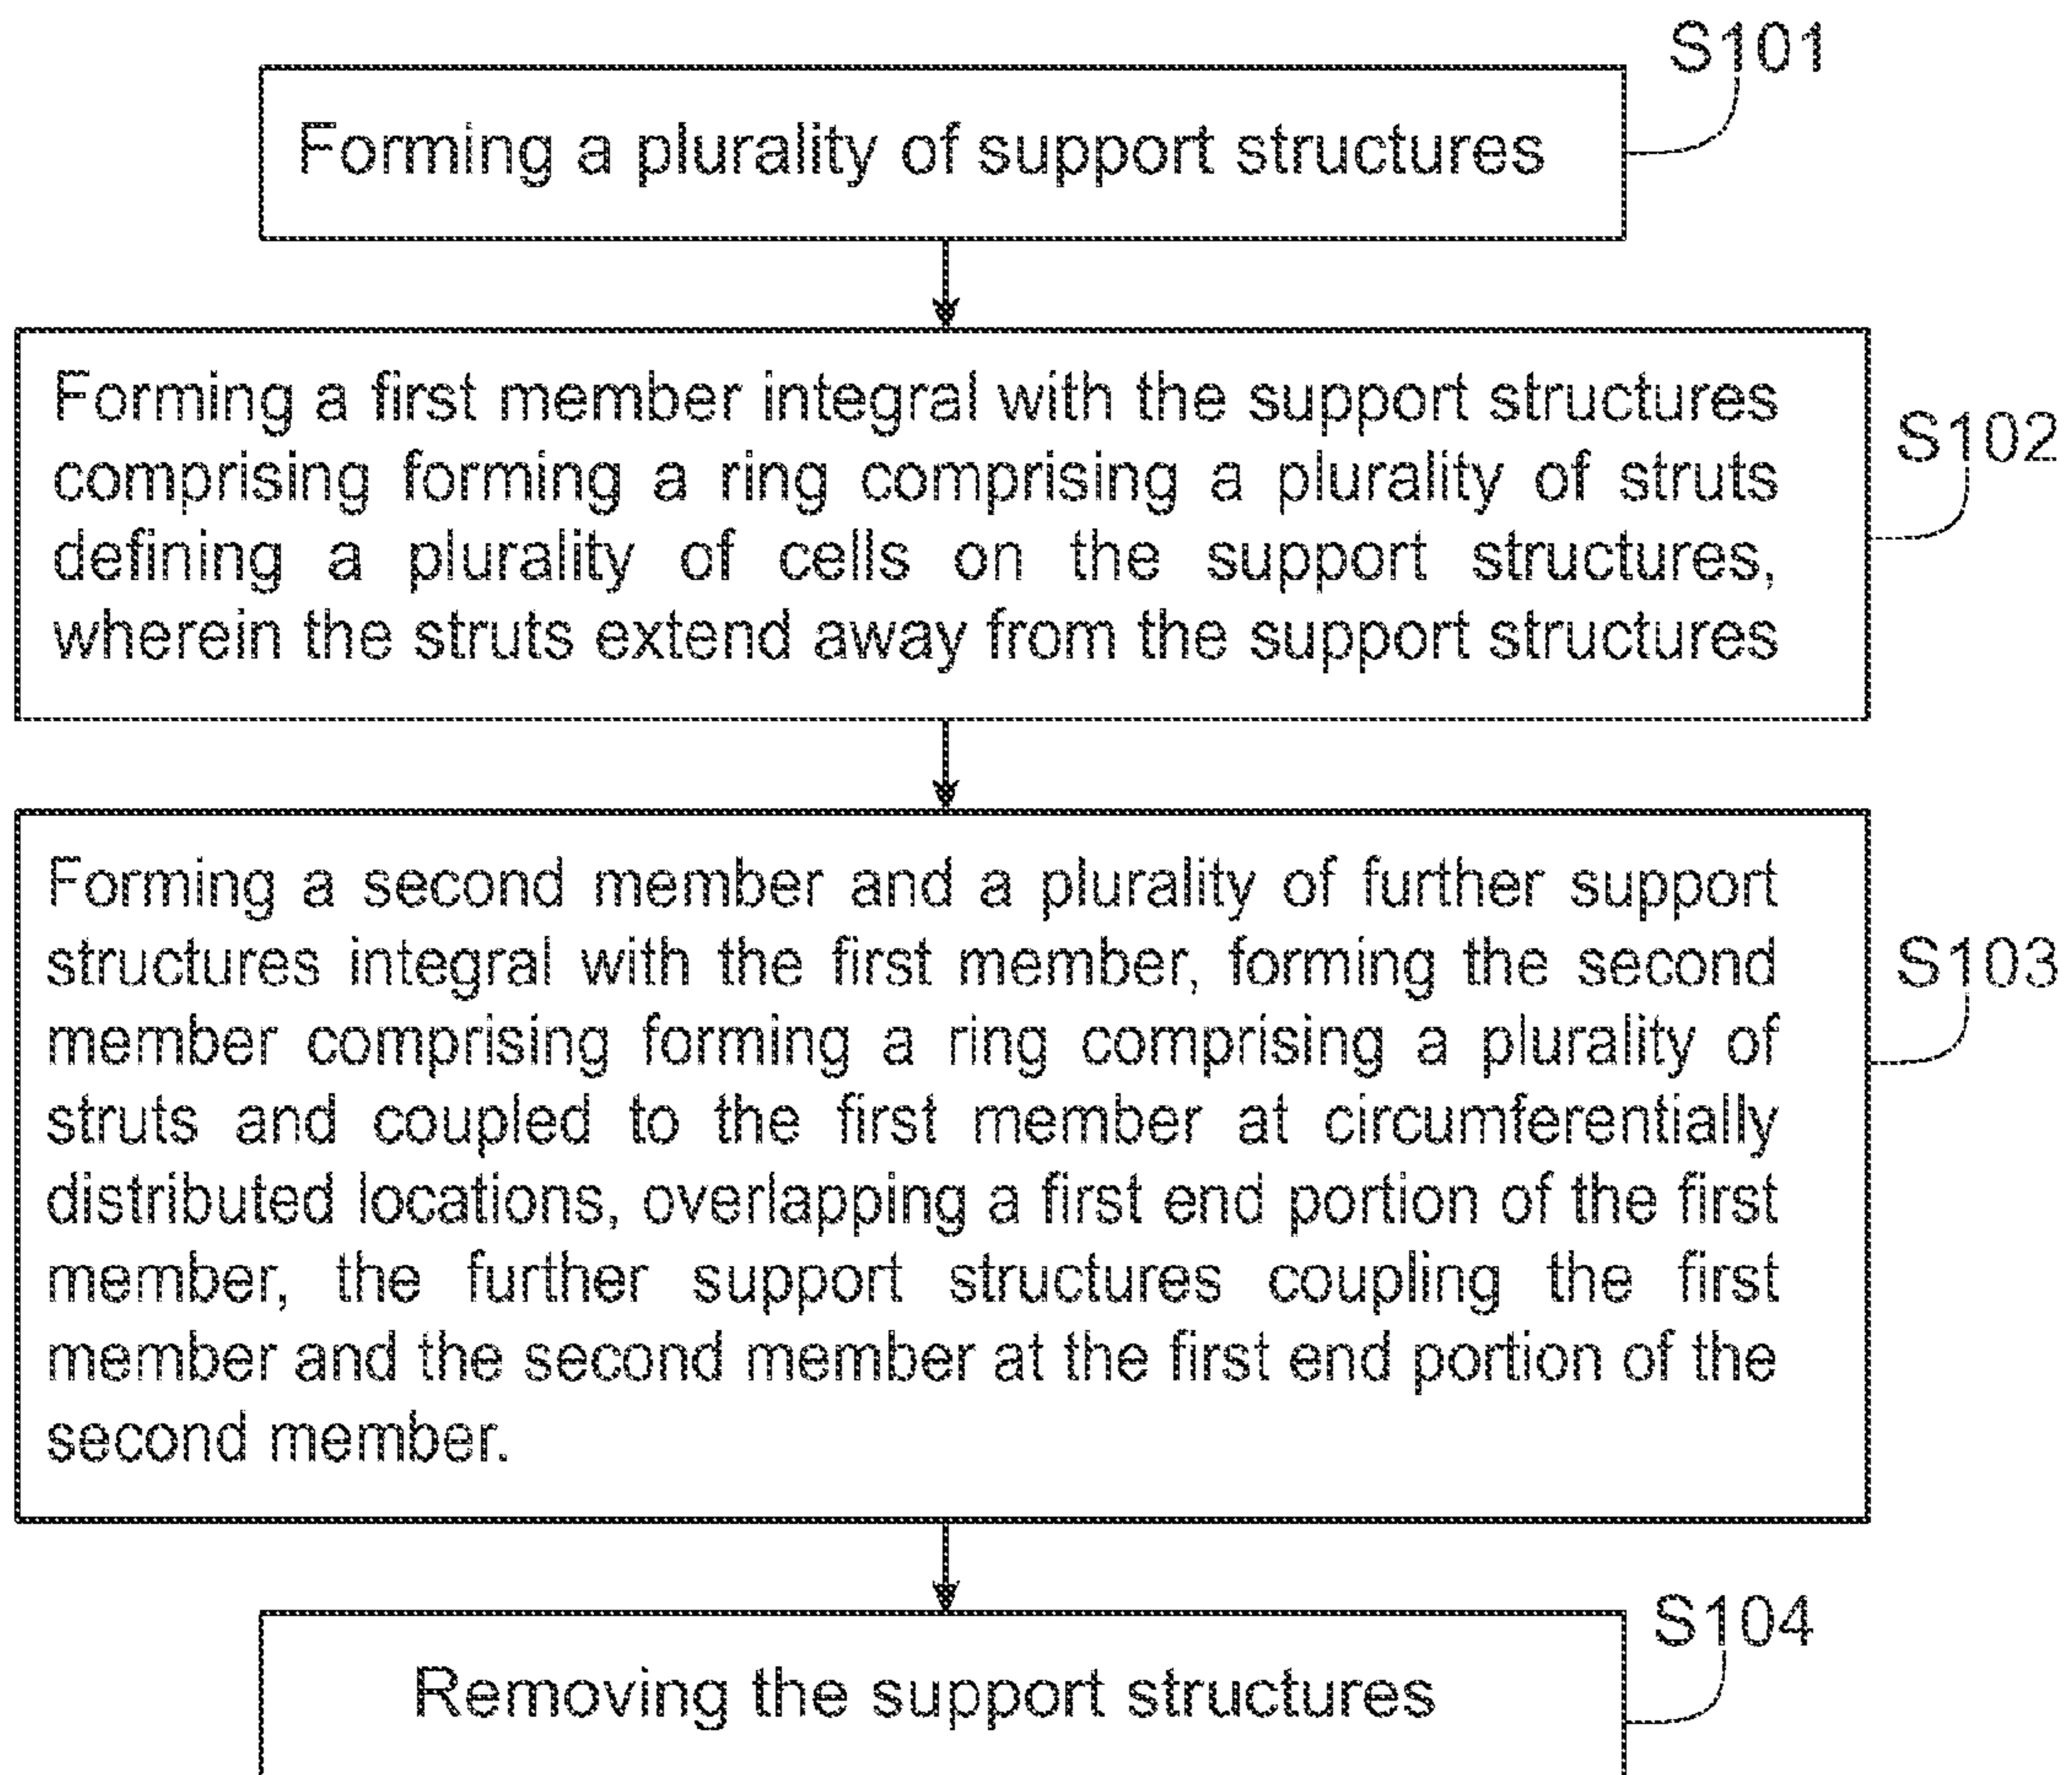 S101
Forming a plurality of support structures
Forming a first member integral with the support structures
comprising forming a ring comprising a plurality of struts
defining a plurality of cells on the support structures,
wherein the struts extend away from the support structures
S102
Forming a second member and a plurality of further support
structures integral with the first member, forming the second
member comprising forming a ring comprising a plurality of
struts and coupled to the first member at circumferentially
distributed locations, overlapping a first end portion of the first
member, the further support structures coupling the first
member and the second member at the first end portion of the
second member.
S103
S104
Removing the support structures